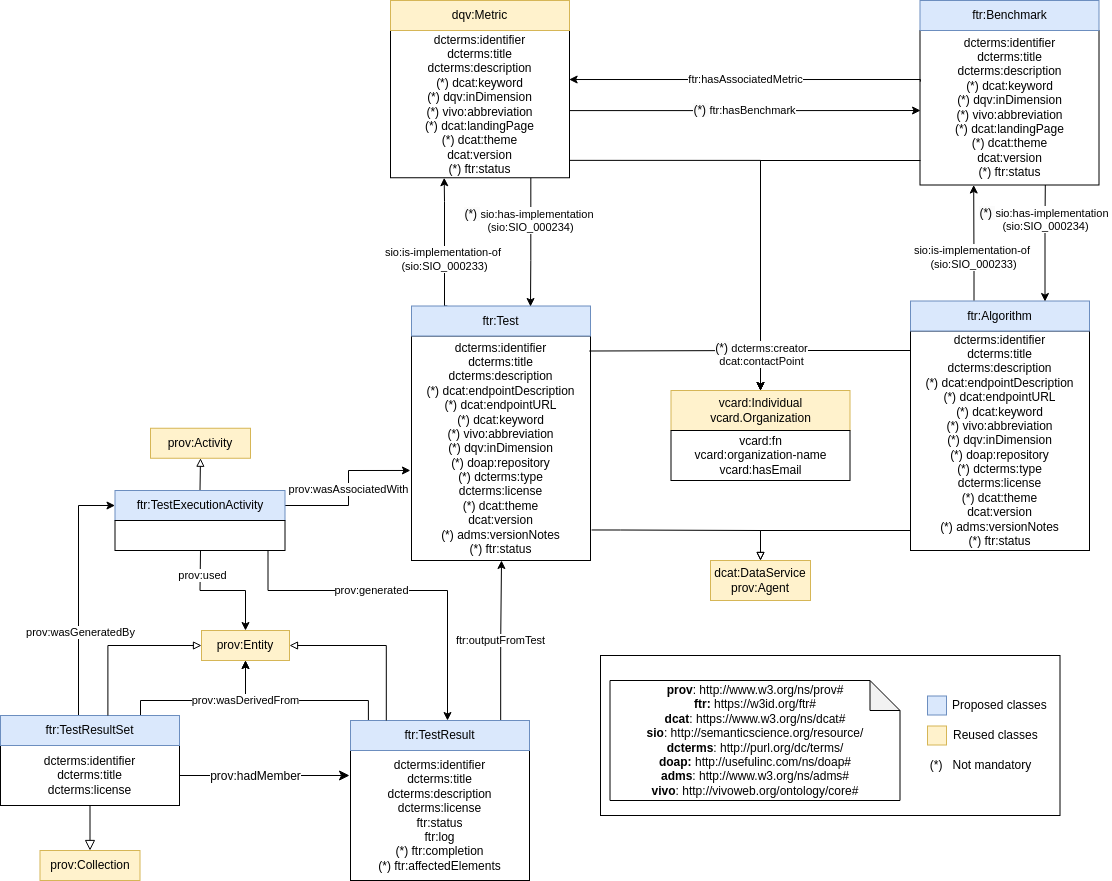 dqv:Metric
dcterms:identifier
dcterms:title
dcterms:description
(*) dcat:keyword
(*) dqv:inDimension
(*) vivo:abbreviation
(*) dcat:landingPage
(*) dcat:theme
dcat:version
(*) ftr:status
ftr:Benchmark
dcterms:identifier
dcterms:title
dcterms:description
(*) dcat:keyword
(*) dqv:inDimension
(*) vivo:abbreviation
(*) dcat:landingPage
(*) dcat:theme
dcat:version
(*) ftr:status
ftr:hasAssociatedMetric
(*) ftr:hasBenchmark
(*) sio:has-implementation
(sio:SIO_000234)
sio:is-implementation-of
(sio:SIO_000233)
(*) sio:has-implementation
(sio:SIO_000234)
sio:is-implementation-of
(sio:SIO_000233)
ftr:Test
dcterms:identifier
dcterms:title
dcterms:description
(*) dcat:endpointDescription
(*) dcat:endpointURL
(*) dcat:keyword
(*) vivo:abbreviation
(*) dqv:inDimension
(*) doap:repository
(*) dcterms:type
dcterms:license
(*) dcat:theme
dcat:version
(*) adms:versionNotes
(*) ftr:status
ftr:Algorithm
dcterms:identifier
dcterms:title
dcterms:description
(*) dcat:endpointDescription
(*) dcat:endpointURL
(*) dcat:keyword
(*) vivo:abbreviation
(*) dqv:inDimension
(*) doap:repository
(*) dcterms:type
dcterms:license
(*) dcat:theme
dcat:version
(*) adms:versionNotes
(*) ftr:status
(*) dcterms:creator
dcat:contactPoint
vcard:Individual
vcard.Organization
vcard:fn
vcard:organization-name
vcard:hasEmail
dcat:DataService
prov:Agent
prov:Activity
ftr:TestExecutionActivity
prov:wasAssociatedWith
prov:used
prov:generated
prov:wasGeneratedBy
prov:Entity
ftr:outputFromTest
prov:wasDerivedFrom
ftr:TestResultSet
dcterms:identifier
dcterms:title
dcterms:license
prov:hadMember
prov:Collection
ftr:TestResult
dcterms:identifier
dcterms:title
dcterms:description
dcterms:license
ftr:status
ftr:log
(*) ftr:completion
(*) ftr:affectedElements
prov: http://www.w3.org/ns/prov#
ftr: https://w3id.org/ftr#
dcat: https://www.w3.org/ns/dcat#
sio: http://semanticscience.org/resource/
dcterms: http://purl.org/dc/terms/
doap: http://usefulinc.com/ns/doap#
adms: http://www.w3.org/ns/adms#
vivo: http://vivoweb.org/ontology/core#
Proposed classes
Reused classes
(*) Not mandatory